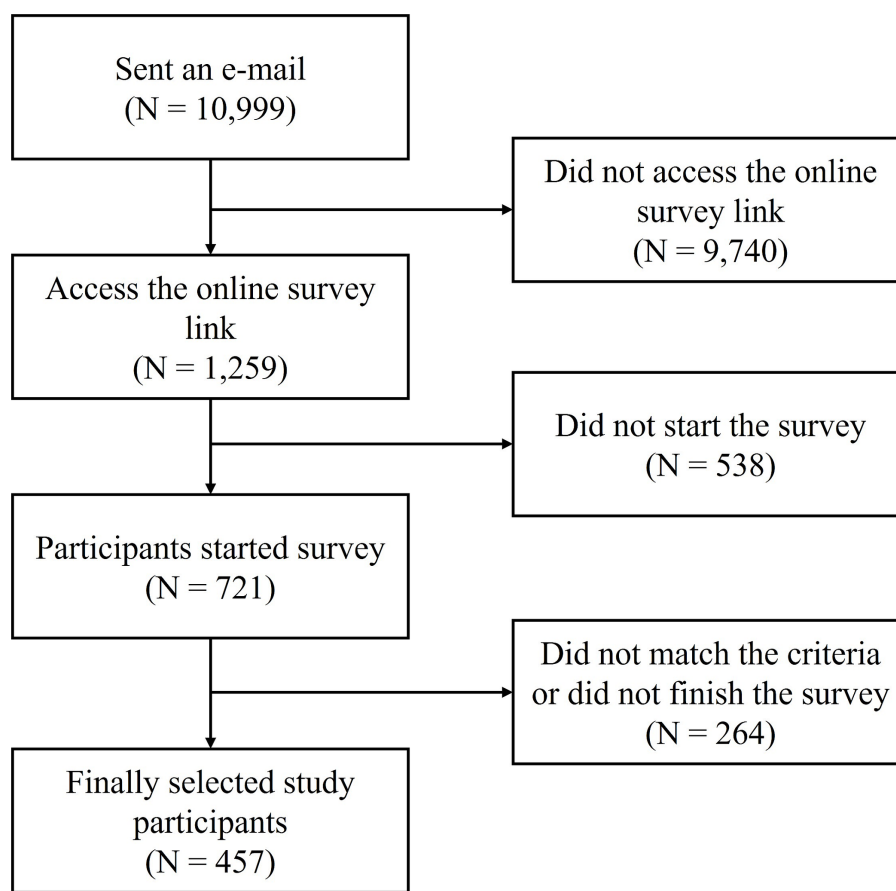 Sent an e-mail
(N = 10,999)
Did not access the online
survey link
(N = 9,740)
Access the online survey
link
(N = 1,259)
Did not start the survey
(N = 538)
Participants started survey
(N = 721)
Did not match the criteria
or did not finish the survey
(N = 264)
Finally selected study
participants
(N = 457)